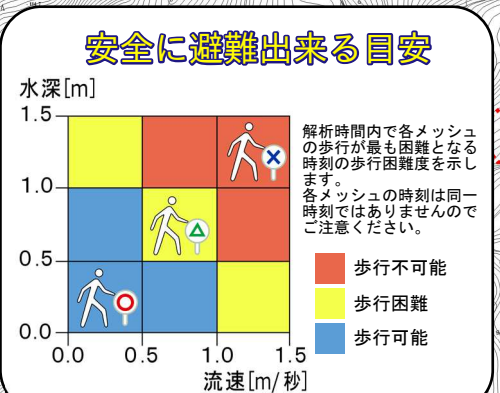 安全に避難出来る目安
水深[m]
1.5
1.0
0.5
0.0
0.0 0.5 1.0 1.5
流速[m/秒]
解析時間内で各メッシュ
の歩行が最も困難となる
時刻の歩行困難度を示し
ます。
各メッシュの時刻は同一
時刻ではありませんので
ご注意ください。
歩行不可能
歩行困難
歩行可能